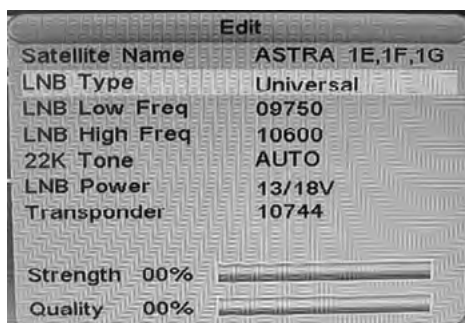 Edit
Satellite Name ASTRA 1E,1F,1G
LNB Type Universal
LNB Low Freq 09750
LNB High Freq 10600
22K Tone AUTO
LNB Power 13/18V
Transponder 10744
Strength 00%
Quality 00%